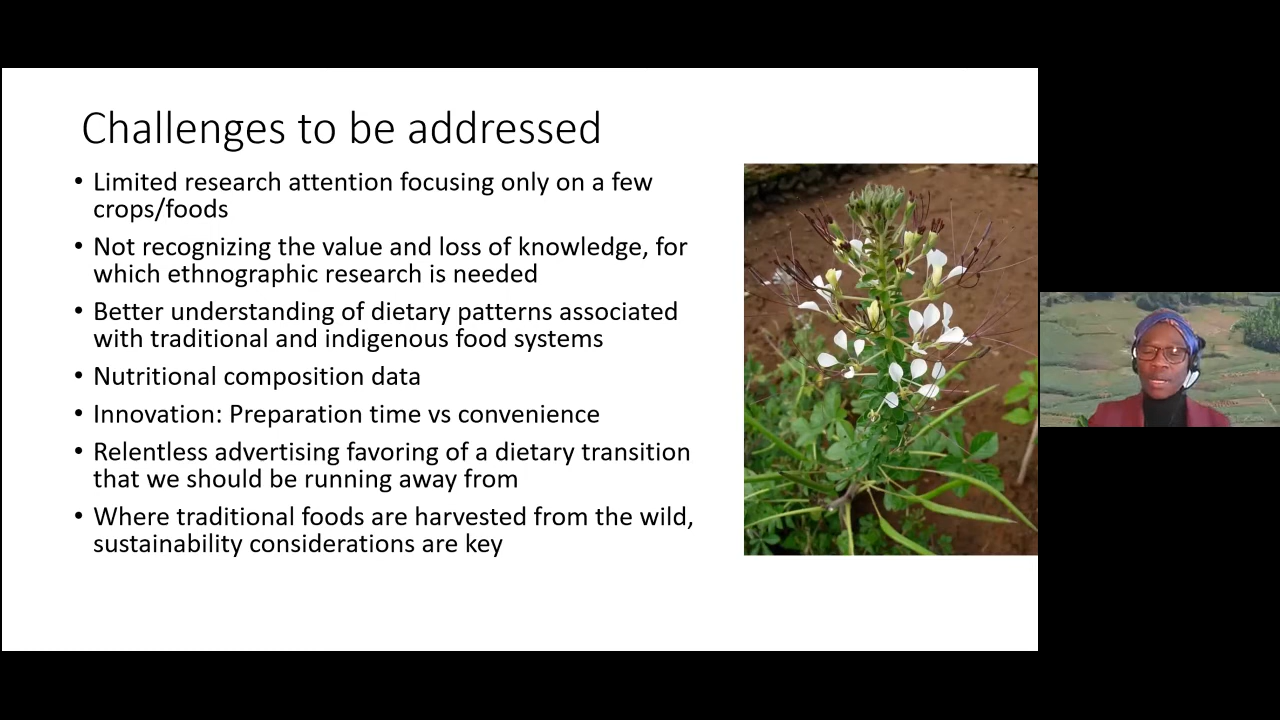 Challenges to be addressed
• Limited research attention focusing only on a few
crops/foods
• Not recognizing the value and loss of knowledge, for
which ethnographic research is needed
• Better understanding of dietary patterns associated
with traditional and indigenous food systems
• Nutritional composition data
• Innovation: Preparation time vs convenience
• Relentless advertising favoring of a dietary transition
that we should be running away from
• Where traditional foods are harvested from the wild,
sustainability considerations are key